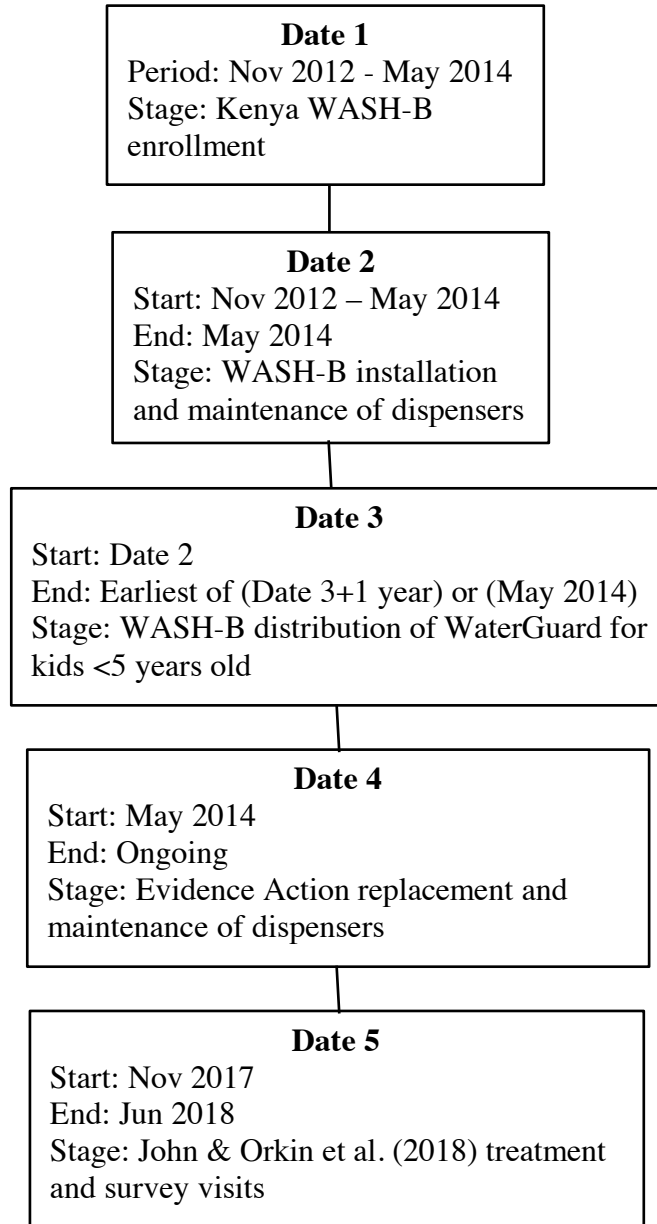 Date 1
Period: Nov 2012 - May 2014
Stage: Kenya WASH-B
enrollment
Date 2
Start: Nov 2012 – May 2014
End: May 2014
Stage: WASH-B installation
and maintenance of dispensers
Date 3
Start: Date 2
End: Earliest of (Date 3+1 year) or (May 2014)
Stage: WASH-B distribution of WaterGuard for
kids <5 years old
Date 4
Start: May 2014
End: Ongoing
Stage: Evidence Action replacement and
maintenance of dispensers
Date 5
Start: Nov 2017
End: Jun 2018
Stage: John & Orkin et al. (2018) treatment
and survey visits